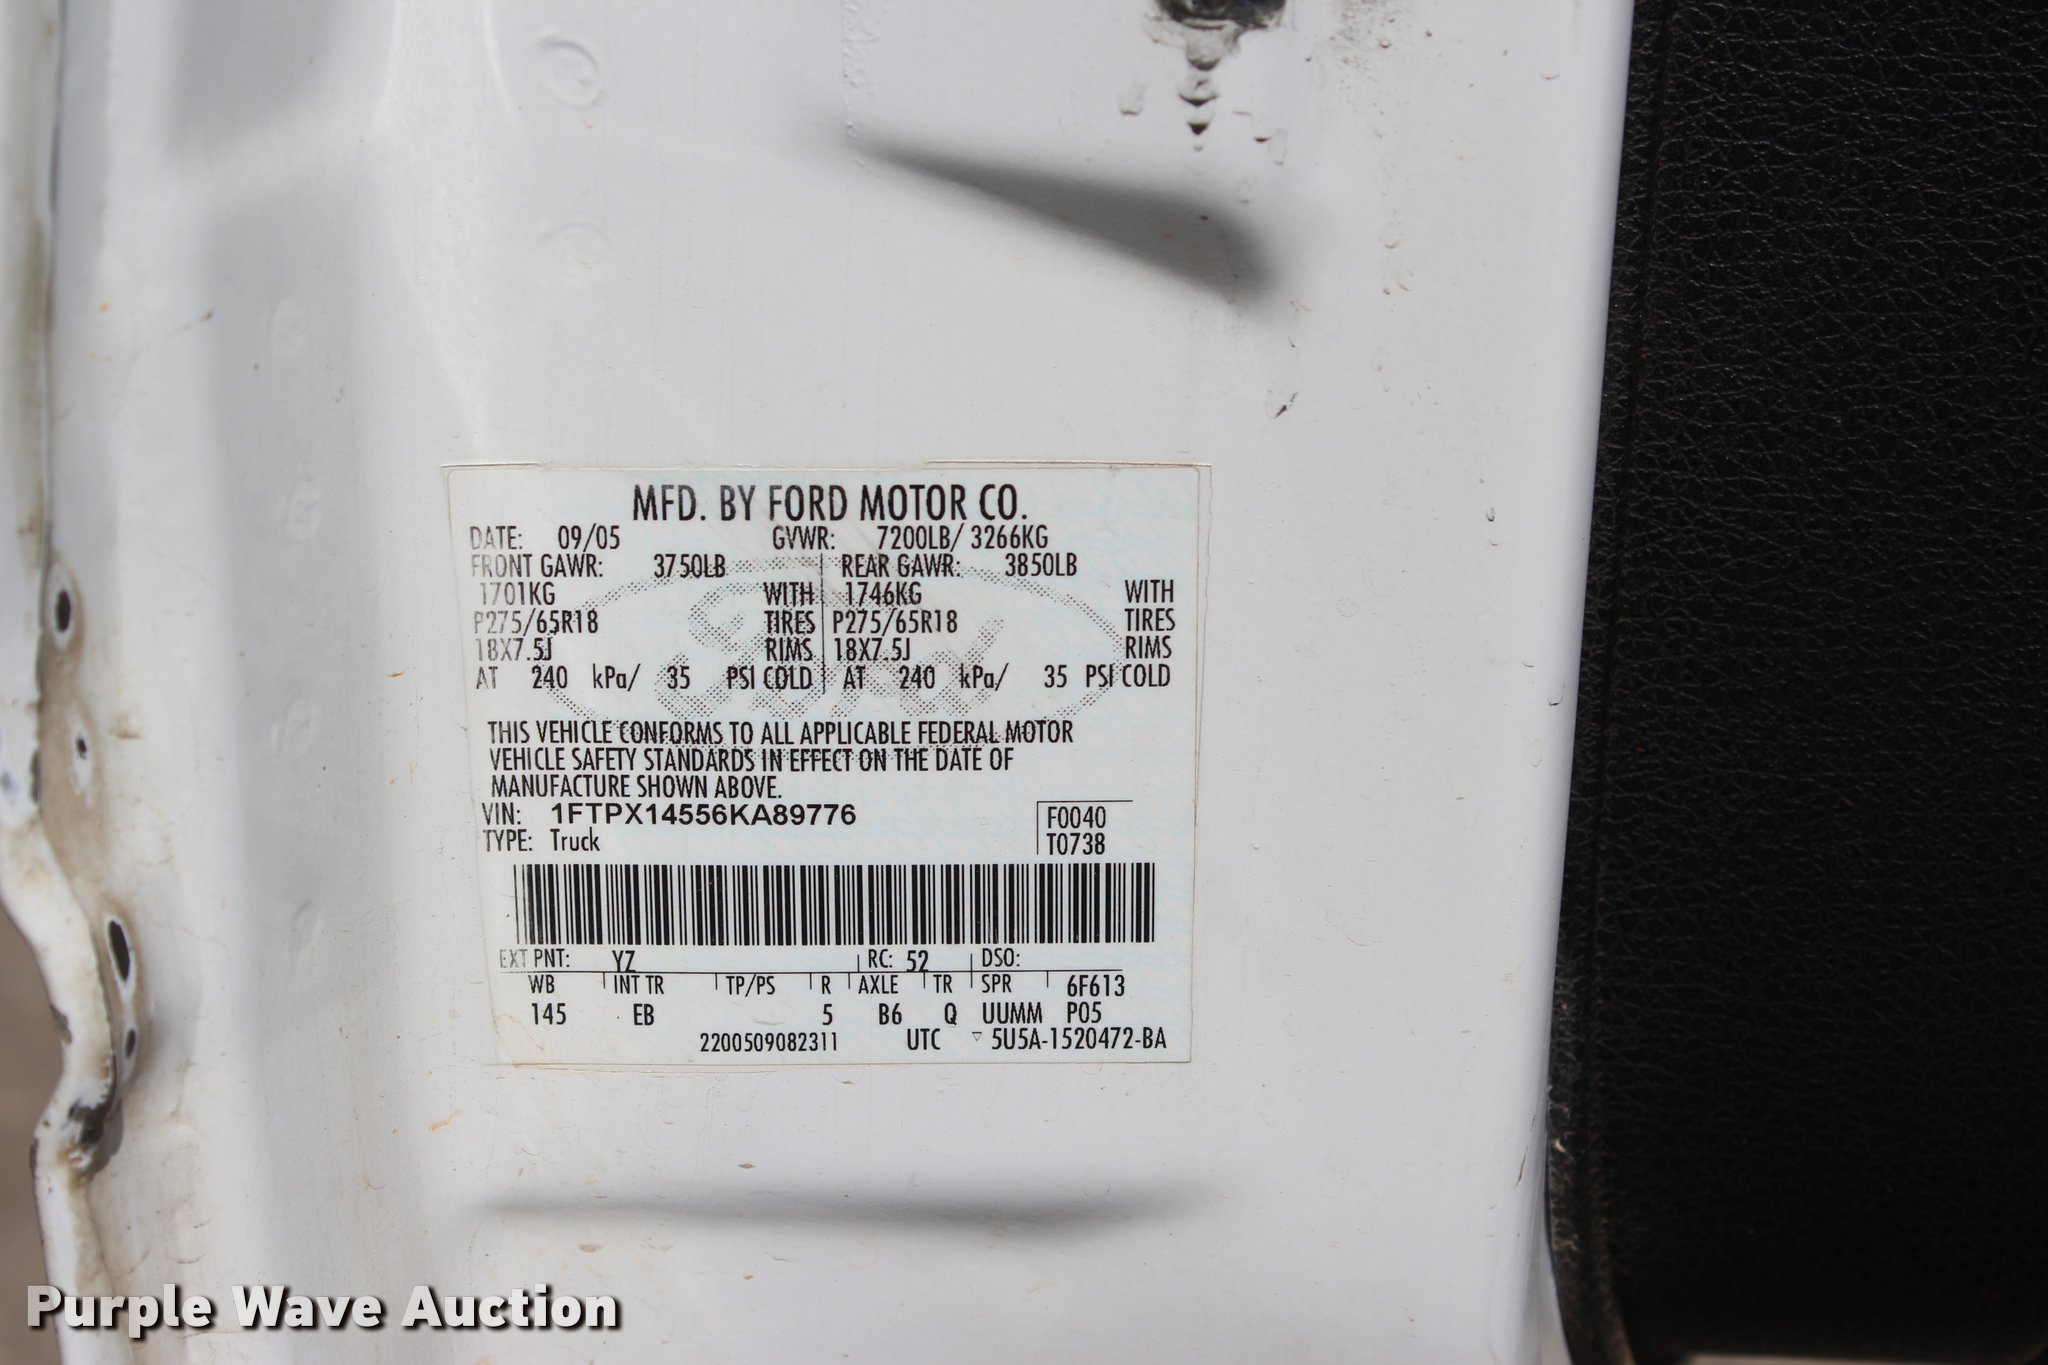 MFD. BY FORD MOTOR CO.
DATE: 09/05 GVWR: 7200LB/ 3266KG
FRONT GAWR: 3750LB REAR GAWR: 3850LB
1701KG WITH 1746KG WITH
P275/65R18 TIRES P275/65R18 TIRES
18X7.5J RIMS 18X7.5J RIMS
AT 240 kPa/ 35 PSI COLD AT 240 kPa/ 35 PSI COLD
Ford
THIS VEHICLE CONFORMS TO ALL APPLICABLE FEDERAL MOTOR
VEHICLE SAFETY STANDARDS IN EFFECT ON THE DATE OF
MANUFACTURE SHOWN ABOVE.
VIN: 1FTPX14556KA89776 F0040
TYPE: Truck T0738
EXT PNT: YZ RC: 52 DSO:
WB INT TR TP/PS R AXLE TR SPR 6F613
145 EB 5 B6 Q UUMM P05
2200509082311 UTC ▽ 5U5A-1520472-BA
Purple Wave Auction